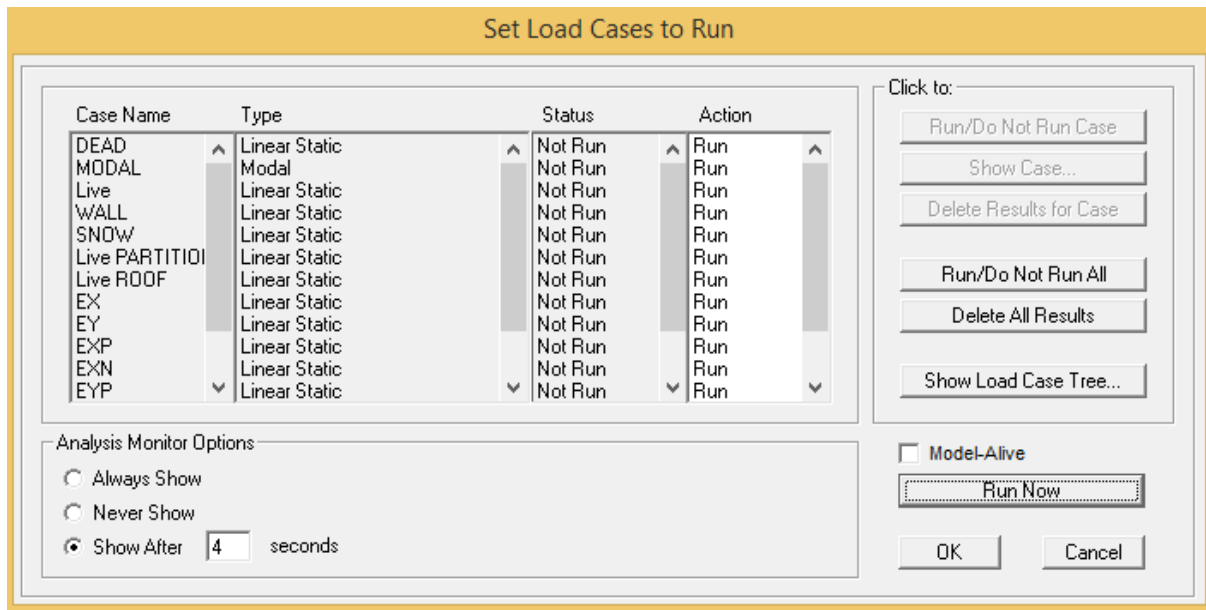 Set Load Cases to Run
Case Name Type Status Action
DEAD Linear Static Not Run Run
MODAL Modal Not Run Run
Live Linear Static Not Run Run
WALL Linear Static Not Run Run
SNOW Linear Static Not Run Run
Live PARTITIO Linear Static Not Run Run
Live ROOF Linear Static Not Run Run
EX Linear Static Not Run Run
EY Linear Static Not Run Run
EXP Linear Static Not Run Run
EXN Linear Static Not Run Run
EYP Linear Static Not Run Run
Click to:
Run/Do Not Run Case
Show Case...
Delete Results for Case
Run/Do Not Run All
Delete All Results
Show Load Case Tree...
Analysis Monitor Options
Always Show
Never Show
Show After 4 seconds
Model-Alive
Run Now
OK Cancel